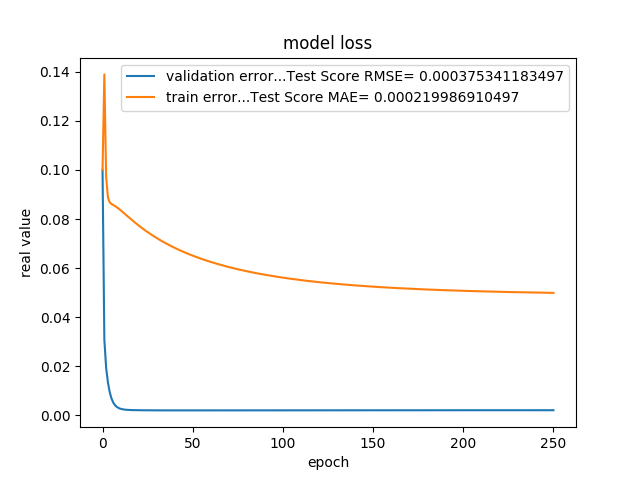 model loss
validation error...Test Score RMSE= 0.000375341183497
train error...Test Score MAE= 0.000219986910497
real value
0.14
0.12
0.10
0.08
0.06
0.04
0.02
0.00
0 50 100 150 200 250
epoch